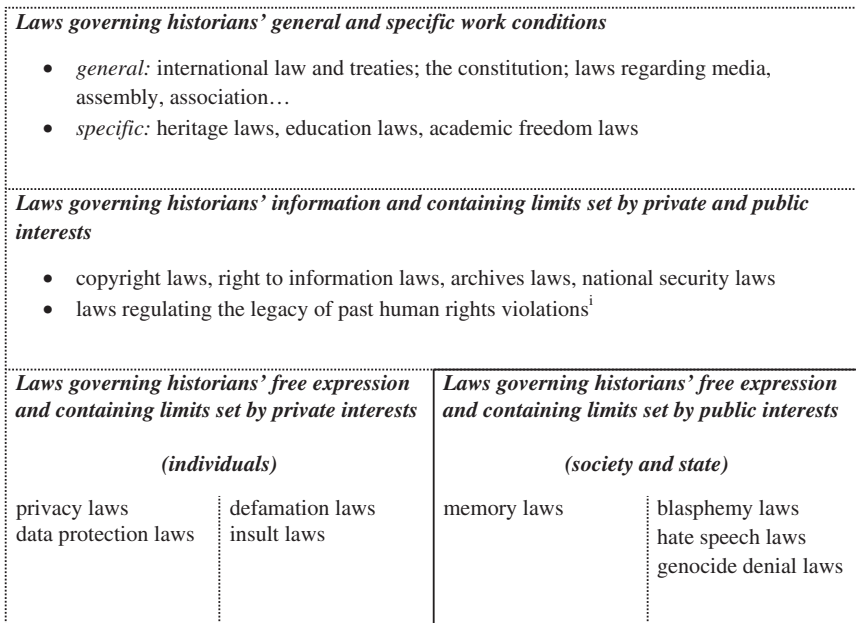 Laws governing historians’ general and specific work conditions
• general: international law and treaties; the constitution; laws regarding media,
assembly, association…
• specific: heritage laws, education laws, academic freedom laws
Laws governing historians’ information and containing limits set by private and public
interests
• copyright laws, right to information laws, archives laws, national security laws
• laws regulating the legacy of past human rights violationsⁱ
Laws governing historians’ free expression
and containing limits set by private interests
(individuals)
privacy laws
data protection laws
defamation laws
insult laws
Laws governing historians’ free expression
and containing limits set by public interests
(society and state)
memory laws
blasphemy laws
hate speech laws
genocide denial laws